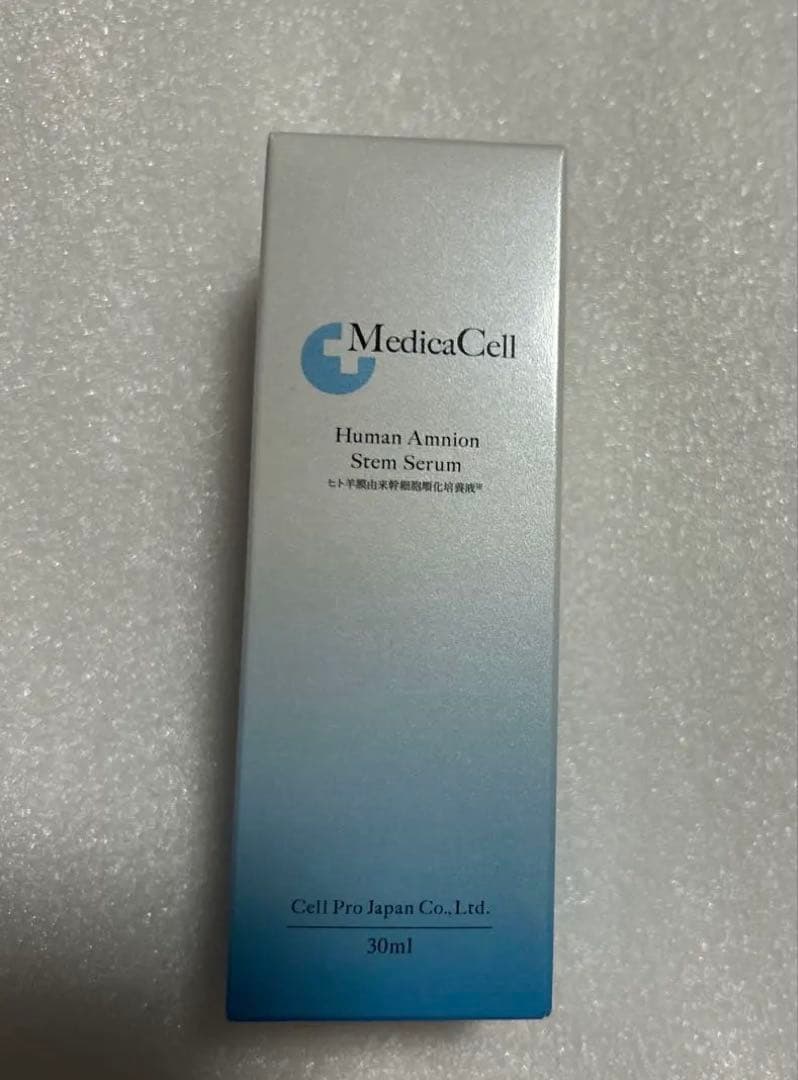 MedicaCell
Human Amnion
Stem Serum
ヒト羊膜由来幹細胞順化培養液※
Cell Pro Japan Co., Ltd.
30ml